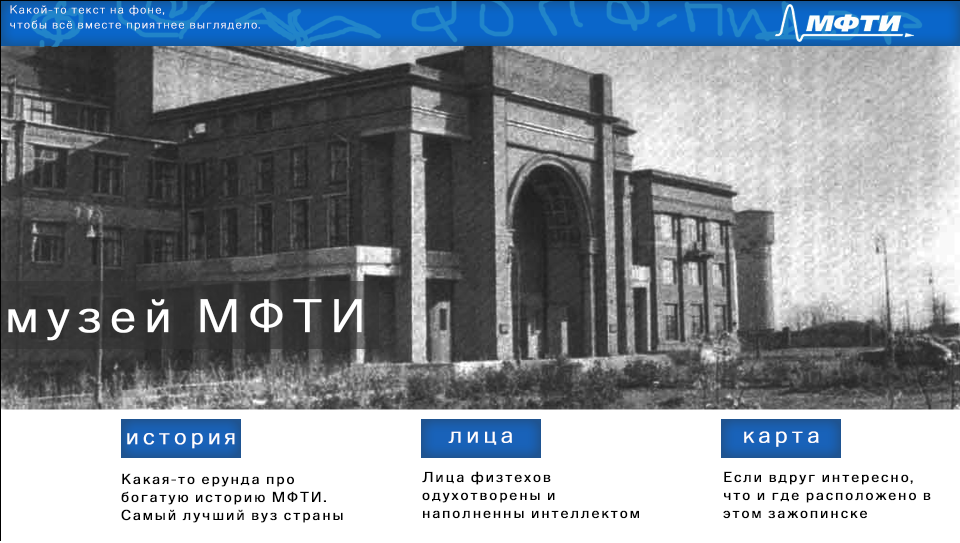 Какой-то текст на фоне,
чтобы всё вместе приятнее выглядело.
МФТИ
музей МФТИ
история
лица
карта
Какая-то ерунда про
богатую историю МФТИ.
Самый лучший вуз страны
Лица физтехов
одухотворены и
наполненны интеллектом
Если вдруг интересно,
что и где расположено в
этом зажопинске